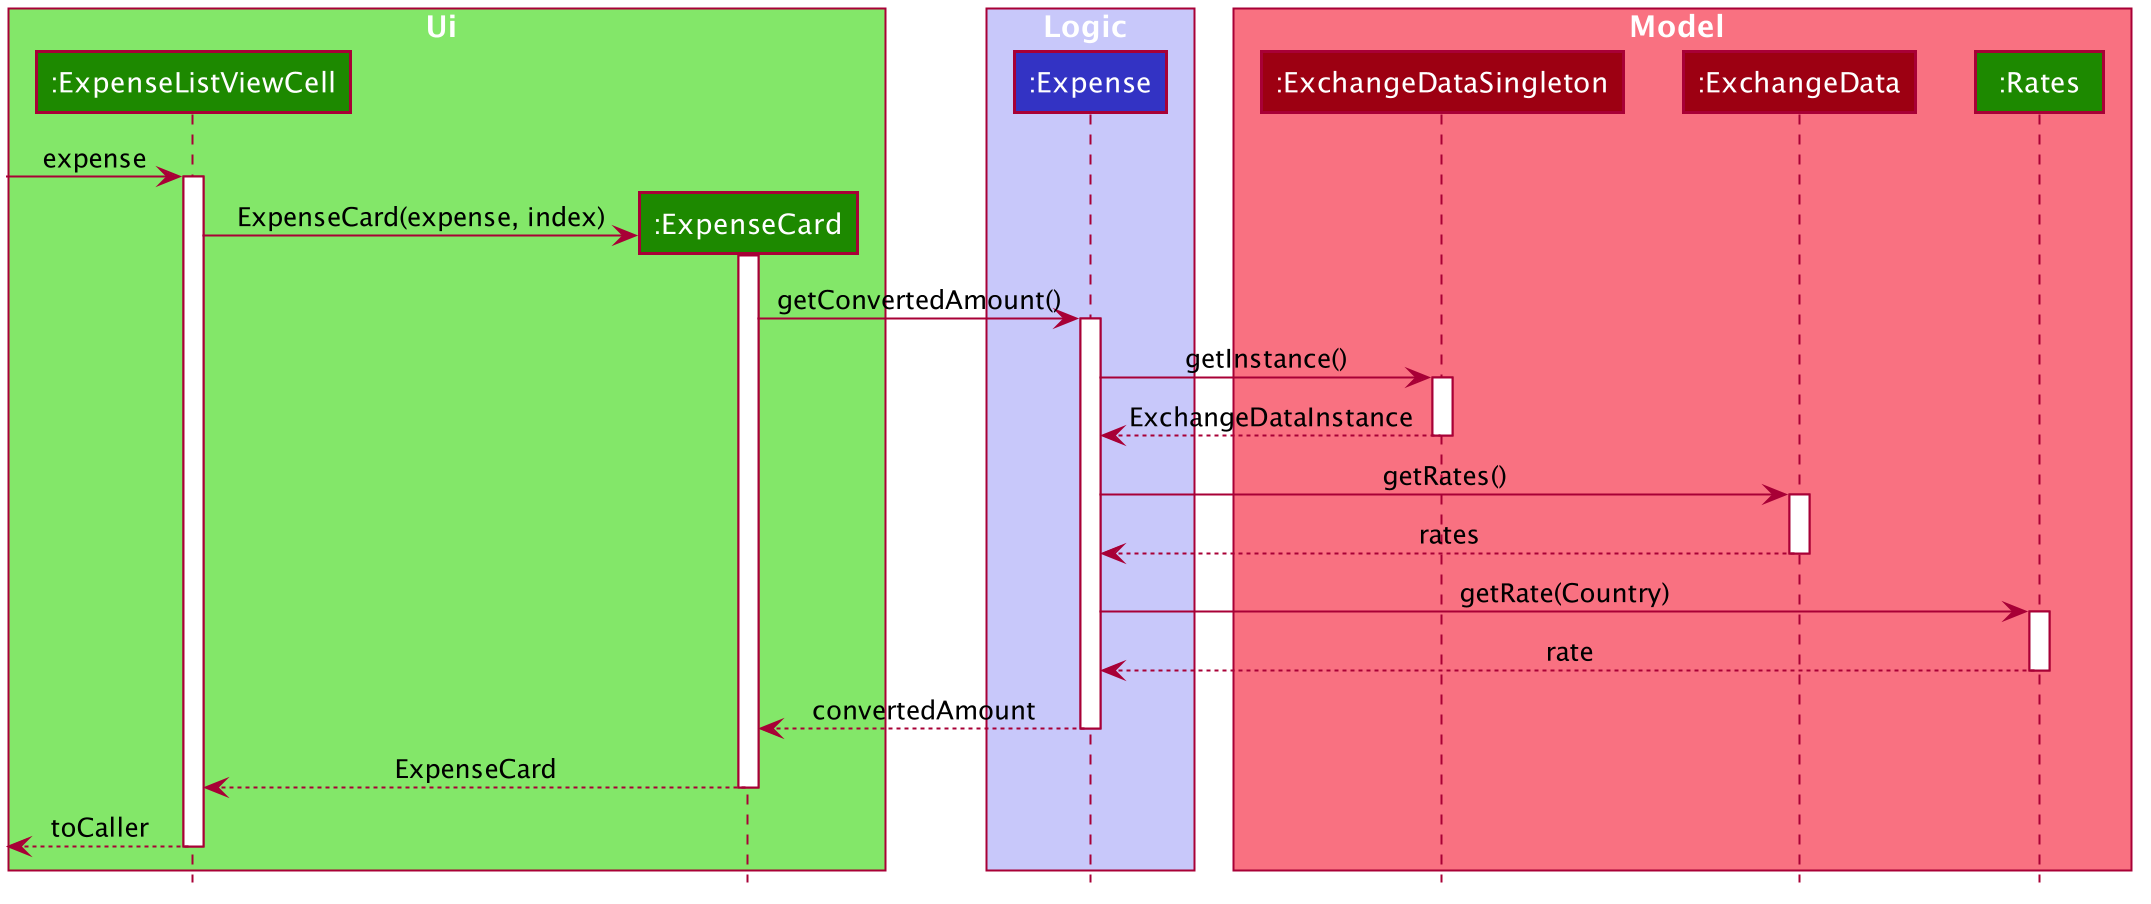 Ui
Logic
Model
:ExpenseListViewCell
:Expense
:ExchangeDataSingleton
:ExchangeData
:Rates
expense
ExpenseCard(expense, index)
:ExpenseCard
getConvertedAmount()
getInstance()
ExchangeDataInstance
getRates()
rates
getRate(Country)
rate
convertedAmount
ExpenseCard
toCaller